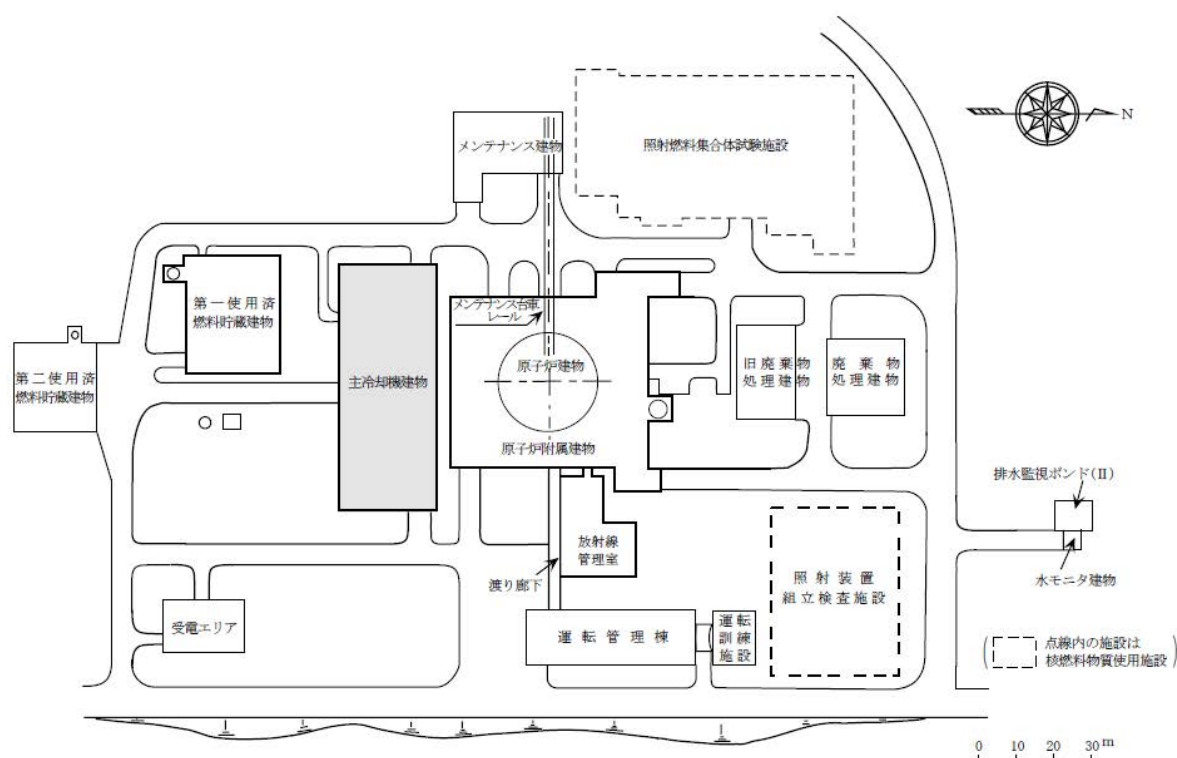 N
メンテナンス建物
照射燃料集合体試験施設
第一使用済
燃料貯蔵建物
メンテナンス台車
レール
第二使用済
燃料貯蔵建物
主冷却機建物
原子炉建物
旧廃棄物
処理建物
廃棄物
処理建物
原子炉附属建物
排水監視ポンド(II)
放射線
管理室
渡り廊下
照射装置
組立検査施設
水モニタ建物
受電エリア
運転管理棟
運転
訓練
施設
点線内の施設は
核燃料物質使用施設
0 10 20 30 m